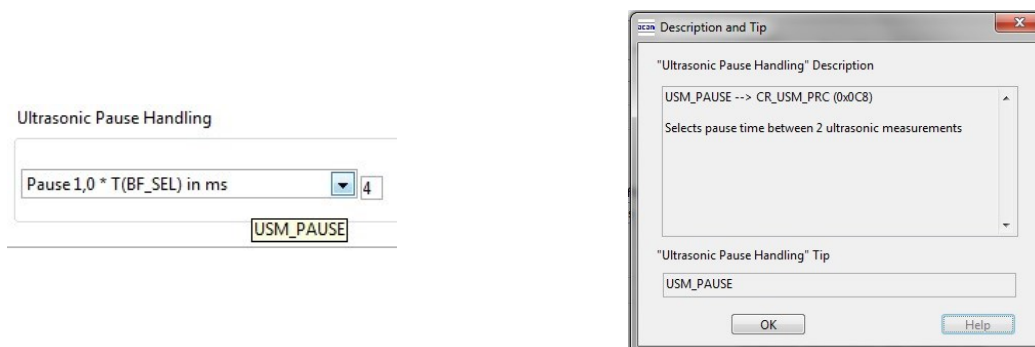 Ultrasonic Pause Handling
Pause 1,0 * T(BF_SEL) in ms
4
USM_PAUSE
acam
Description and Tip
"Ultrasonic Pause Handling" Description
USM_PAUSE --> CR_USM_PRC (0x0C8)
Selects pause time between 2 ultrasonic measurements
"Ultrasonic Pause Handling" Tip
USM_PAUSE
OK
Help